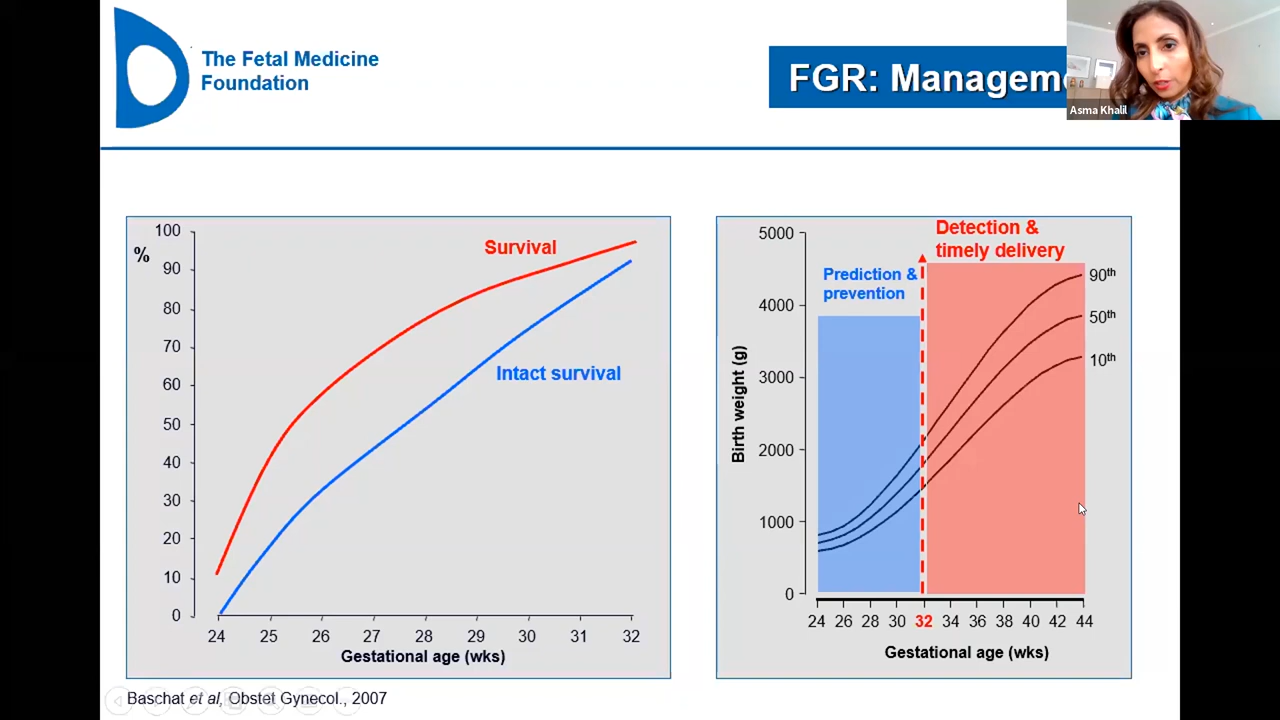 The Fetal Medicine
Foundation
FGR: Managem
Asma Khalil
100
%
90
80
70
60
50
40
30
20
10
0
Survival
Intact survival
24 25 26 27 28 29 30 31 32
Gestational age (wks)
5000
4000
3000
2000
1000
0
Birth weight (g)
Detection &
timely delivery
Prediction &
prevention
90th
50th
10th
24 26 28 30 32 34 36 38 40 42 44
Gestational age (wks)
Baschat et al, Obstet Gynecol., 2007